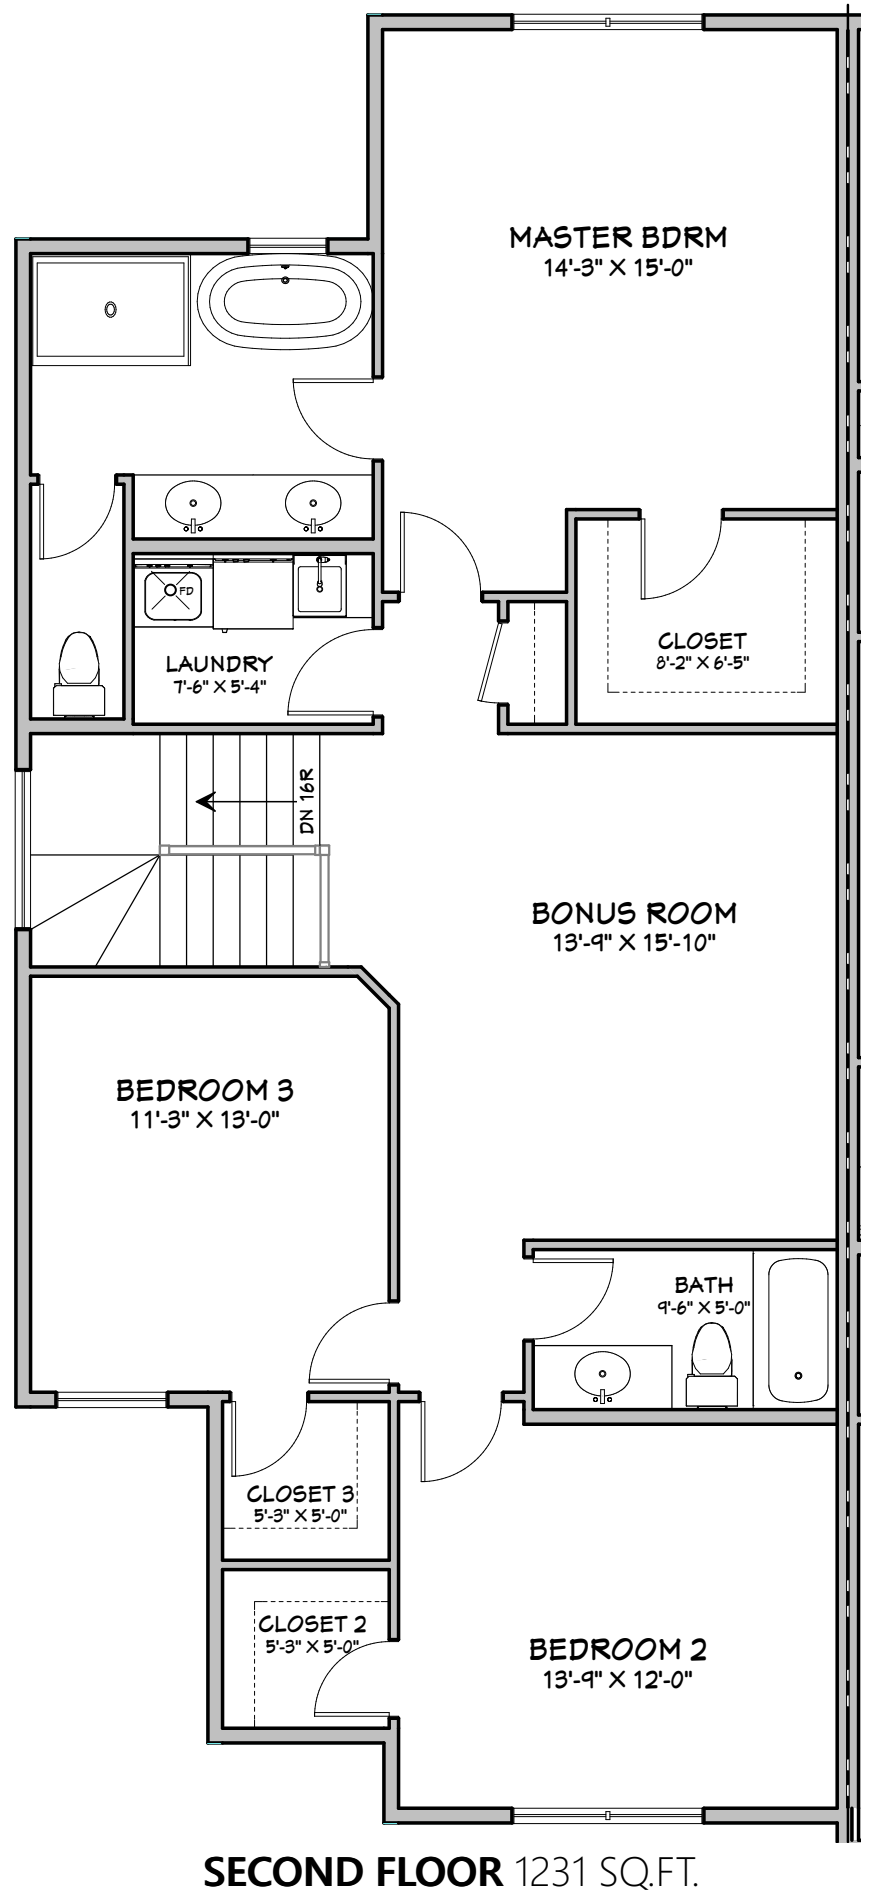 MASTER BDRM
14'-3" X 15'-0"
FD
LAUNDRY
7'-6" X 5'-4"
CLOSET
8'-2" X 6'-5"
DN 16R
BONUS ROOM
13'-9" X 15'-10"
BEDROOM 3
11'-3" X 13'-0"
BATH
9'-6" X 5'-0"
CLOSET 3
5'-3" X 5'-0"
CLOSET 2
5'-3" X 5'-0"
BEDROOM 2
13'-9" X 12'-0"
SECOND FLOOR 1231 SQ.FT.